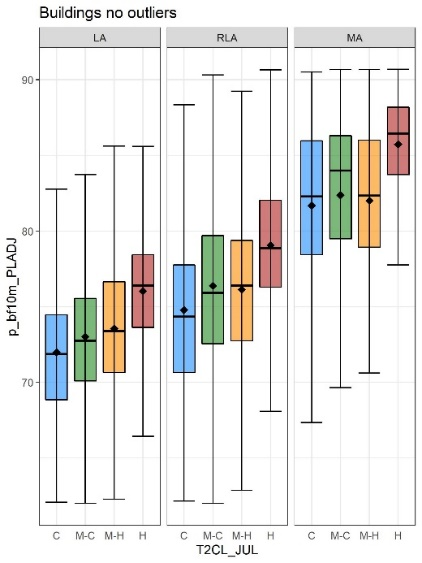 Buildings no outliers
LA RLA MA
90
80
70
p_bf10m_PLADJ
C M-C M-H H C M-C M-H H C M-C M-H H
T2CL_JUL